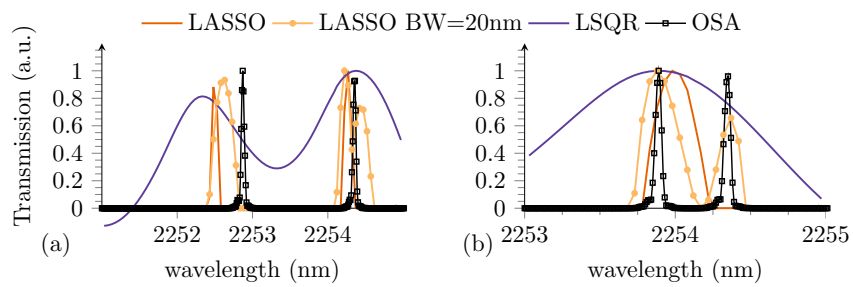 LASSO LASSO BW=20nm LSQR OSA
Transmission (a.u.)
1
0.8
0.6
0.4
0.2
0
2252 2253 2254
(a)
wavelength (nm)
1
0.8
0.6
0.4
0.2
0
2253 2254 2255
(b)
wavelength (nm)